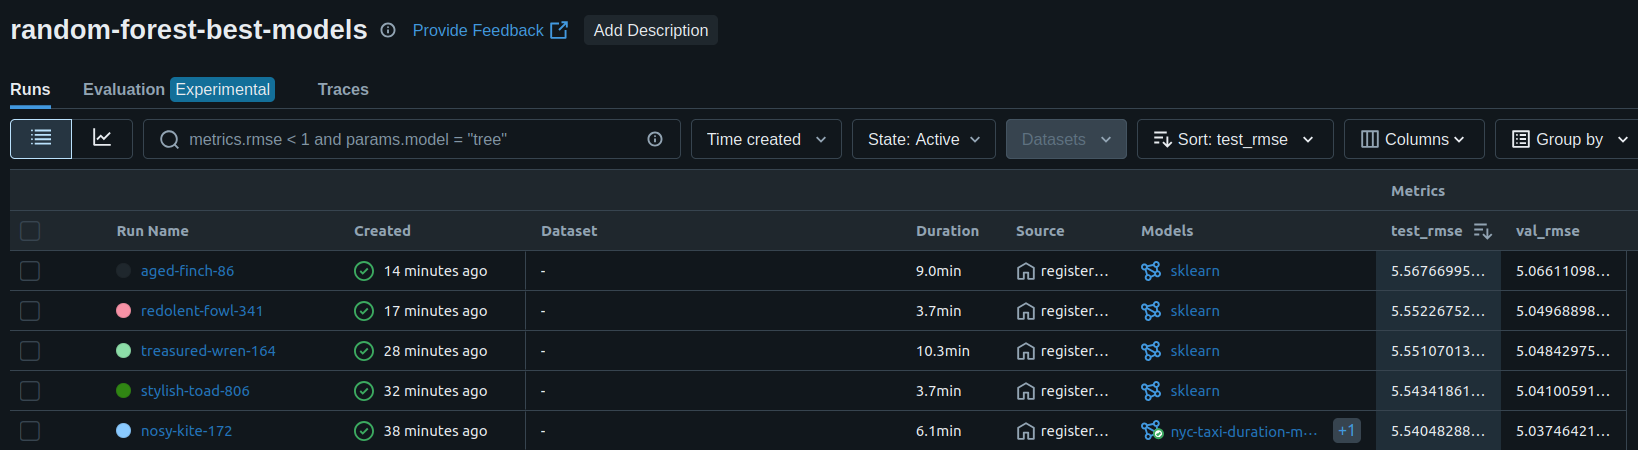 random-forest-best-models Provide Feedback Add Description
Runs Evaluation Experimental Traces
metrics.rmse < 1 and params.model = "tree" Time created State: Active Datasets Sort: test_rmse Columns Group by
Metrics
Run Name Created Dataset Duration Source Models test_rmse val_rmse
aged-finch-86 14 minutes ago - 9.0min register... sklearn 5.56766995... 5.06611098...
redolent-fowl-341 17 minutes ago - 3.7min register... sklearn 5.55226752... 5.04968898...
treasured-wren-164 28 minutes ago - 10.3min register... sklearn 5.55107013... 5.04842975...
stylish-toad-806 32 minutes ago - 3.7min register... sklearn 5.54341861... 5.04100591...
nosy-kite-172 38 minutes ago - 6.1min register... nyc-taxi-duration-m... +1 5.54048288... 5.03746421...